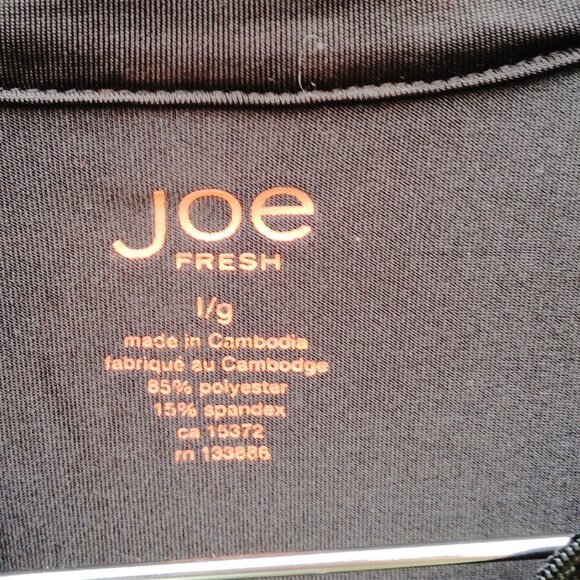 Joe
FRESH
l/g
made in Cambodia
fabriqué au Cambodge
85% polyester
15% spandex
ca 15372
rn 133886